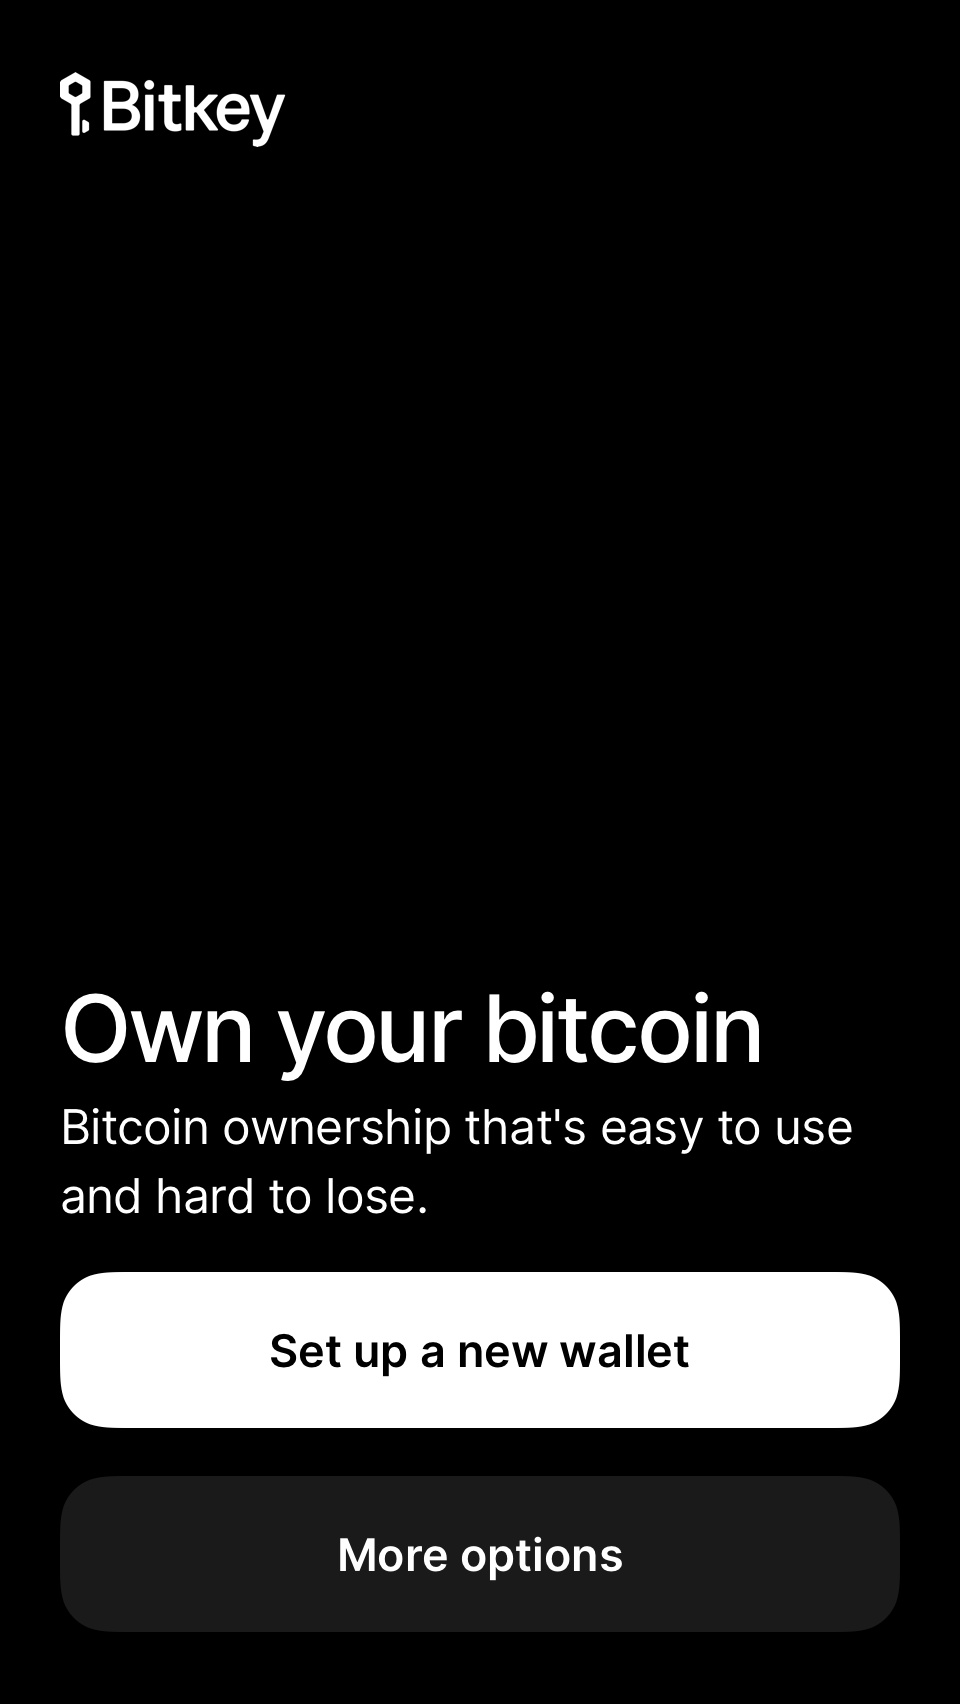 Bitkey
Own your bitcoin
Bitcoin ownership that's easy to use
and hard to lose.
Set up a new wallet
More options